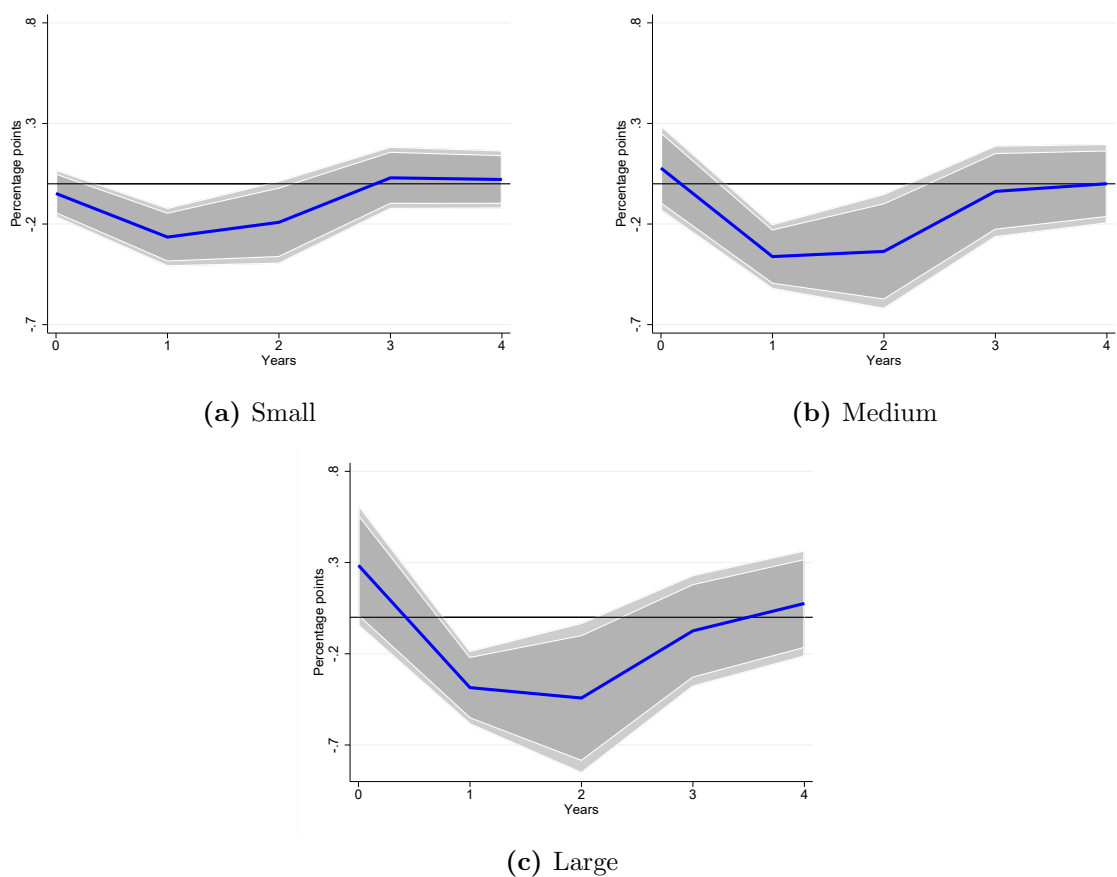 .8
.3
-.2
-.7
Percentage points
0 1 2 3 4
Years
(a) Small
.8
.3
-.2
-.7
Percentage points
0 1 2 3 4
Years
(b) Medium
.8
.3
-.2
-.7
Percentage points
0 1 2 3 4
Years
(c) Large